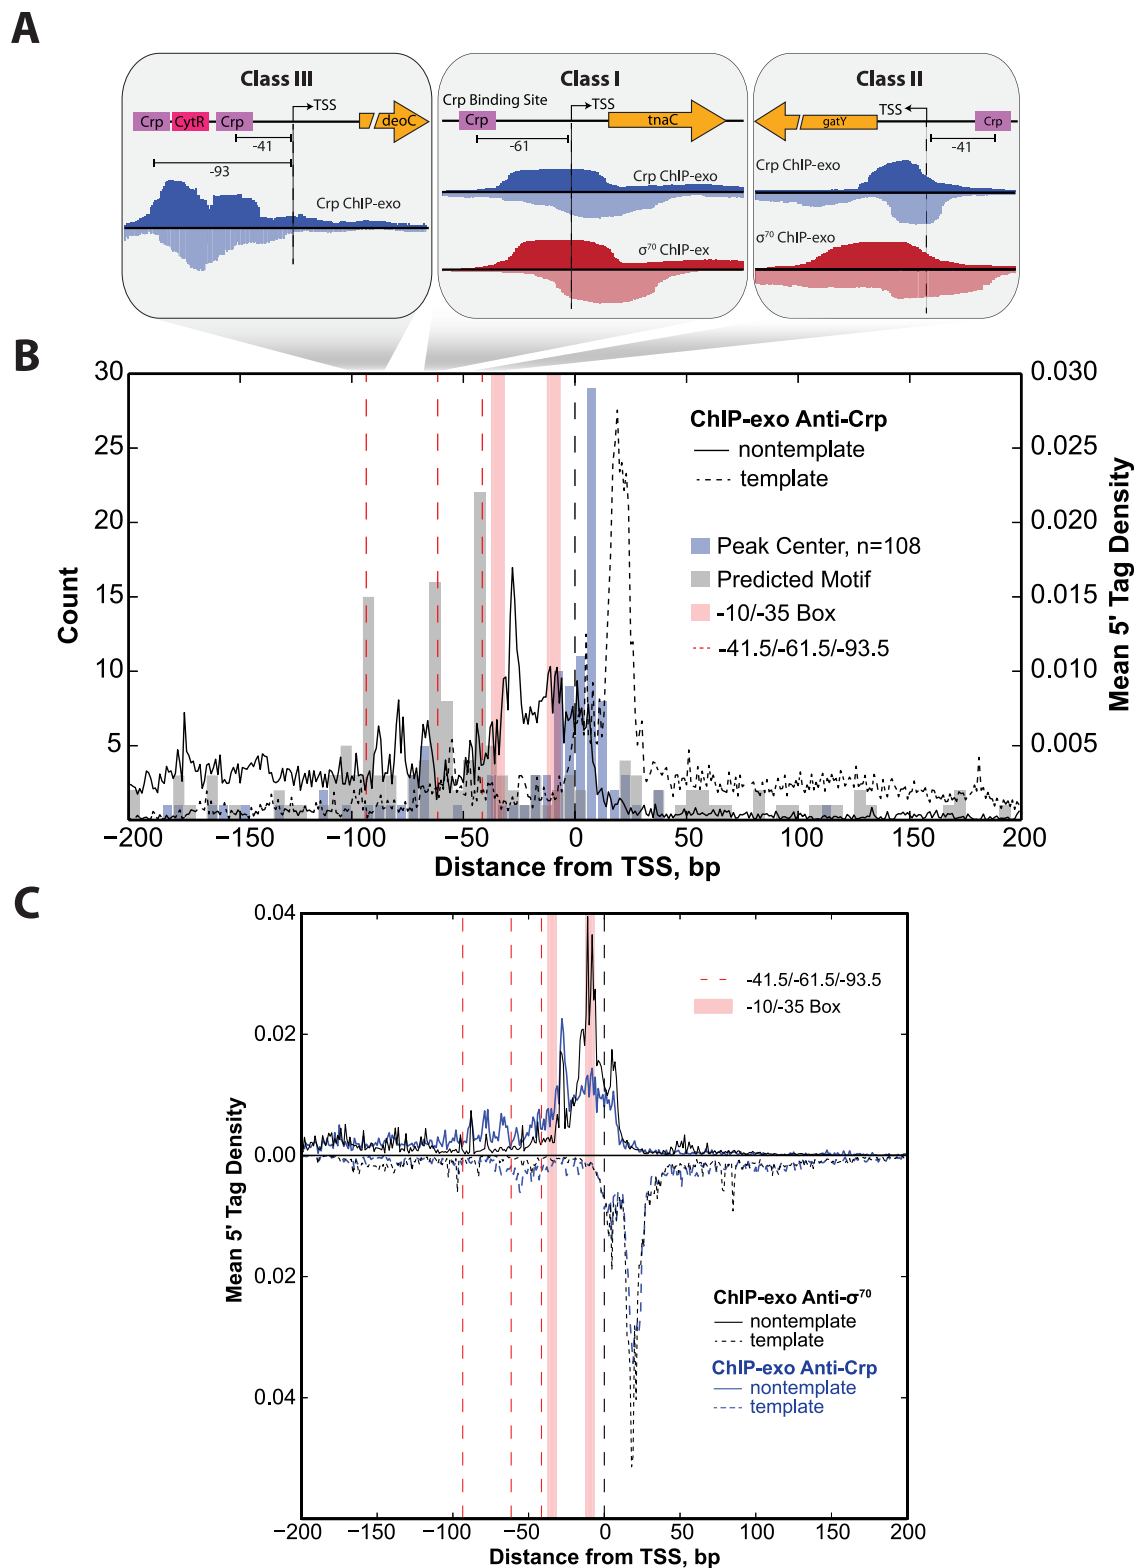 A
Class III
Crp
CytR
Crp
TSS
deoC
-41
-93
Crp ChIP-exo
Class I
Crp Binding Site
Crp
TSS
tnaC
-61
Crp ChIP-exo
σ70 ChIP-ex
Class II
TSS
gatY
Crp
-41
Crp ChIP-exo
σ70 ChIP-exo
B
30
25
20
15
10
5
0
Count
0.030
0.025
0.020
0.015
0.010
0.005
Mean 5' Tag Density
ChIP-exo Anti-Crp
nontemplate
template
Peak Center, n=108
Predicted Motif
-10/-35 Box
-41.5/-61.5/-93.5
−200 −150 −100 −50 0 50 100 150 200
Distance from TSS, bp
C
0.04
0.02
0.00
0.02
0.04
Mean 5' Tag Density
-41.5/-61.5/-93.5
-10/-35 Box
ChIP-exo Anti-σ70
nontemplate
template
ChIP-exo Anti-Crp
nontemplate
template
−200 −150 −100 −50 0 50 100 150 200
Distance from TSS, bp